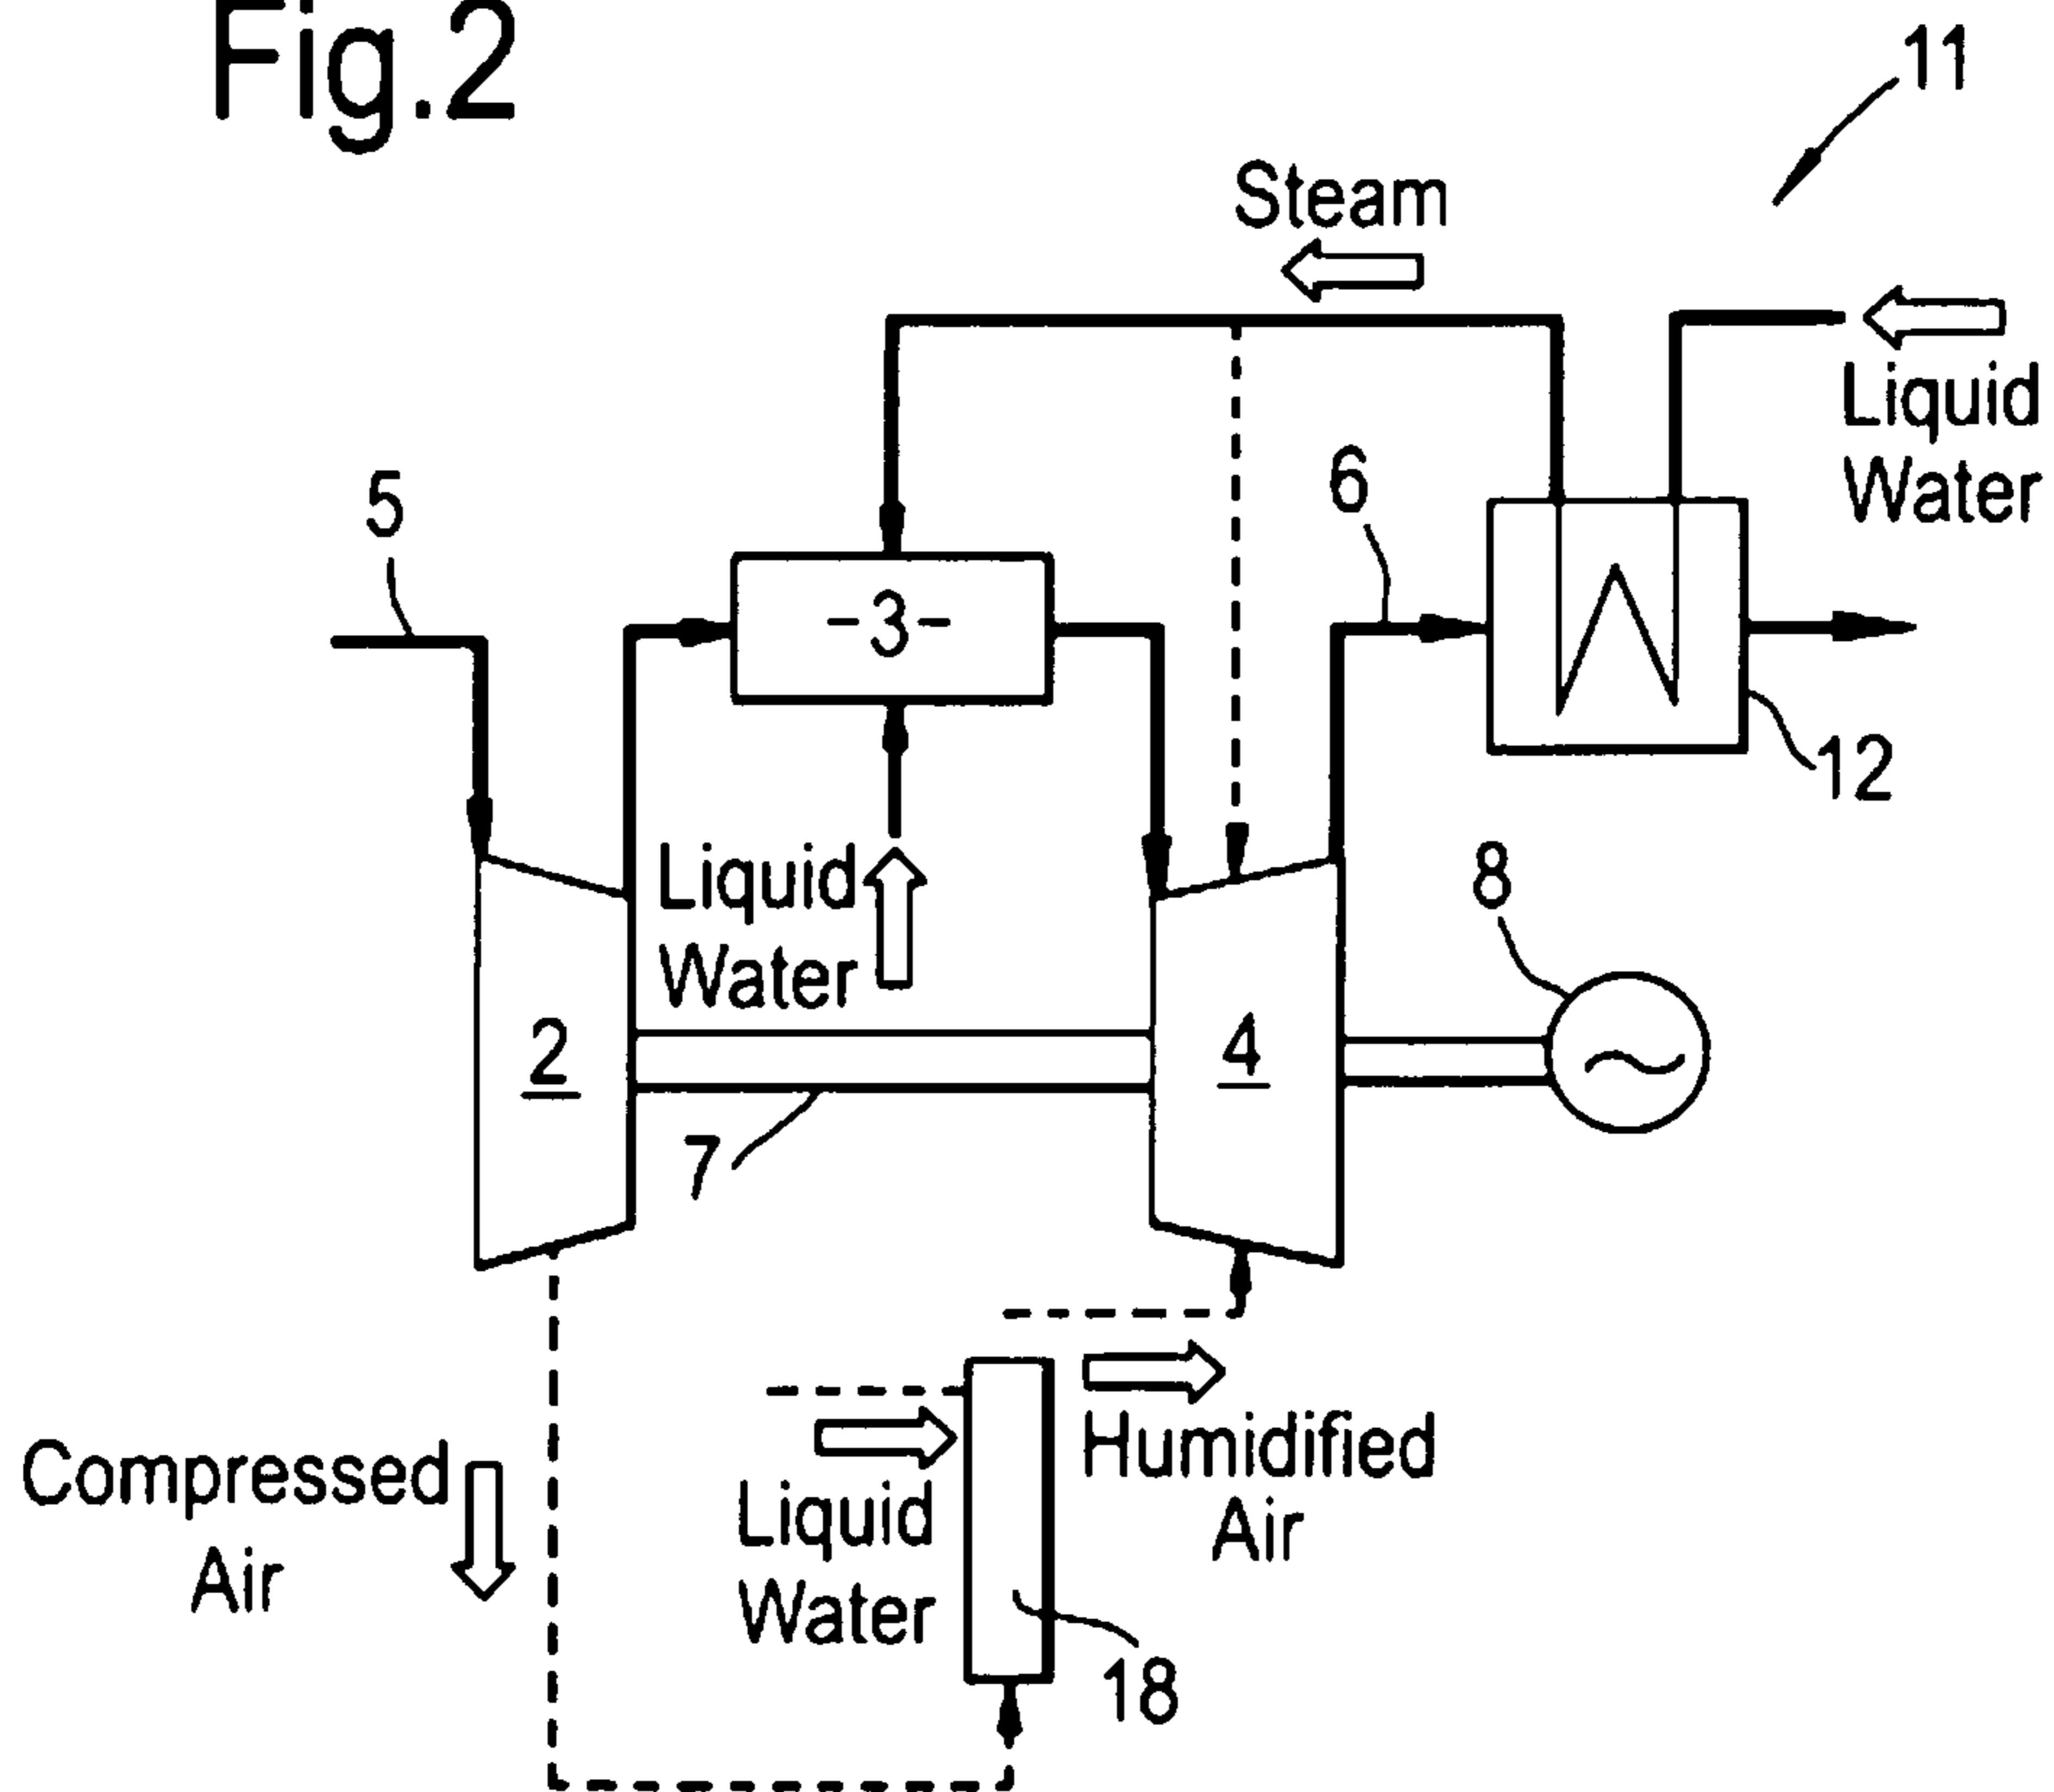 Fig.2
11
Steam
Liquid
Water
5
6
-3-
12
Liquid
Water
8
2
4
7
Compressed
Air
Liquid
Water
Humidified
Air
18